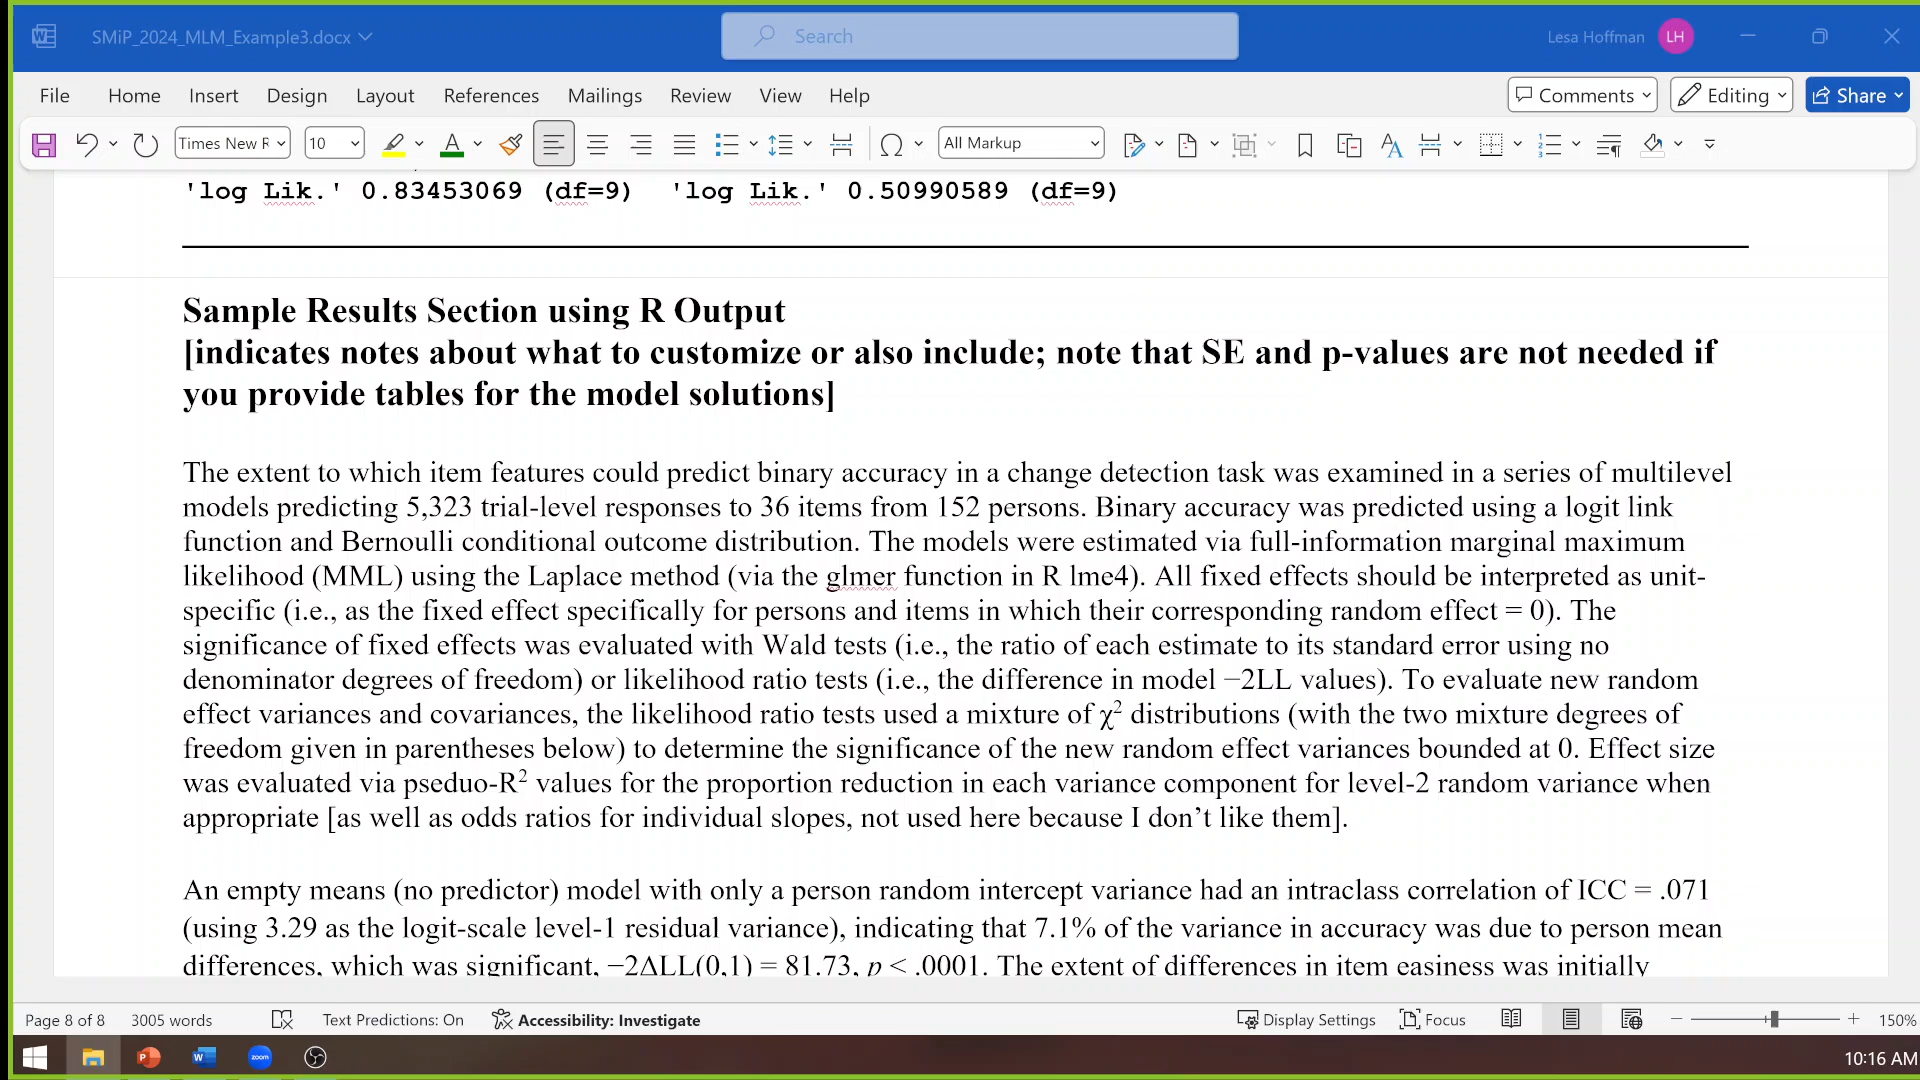 SMiP_2024_MLM_Example3.docx
Search
Lesa Hoffman
LH
File Home Insert Design Layout References Mailings Review View Help
Comments Editing Share
Times New R 10 All Markup
'log Lik.' 0.83453069 (df=9) 'log Lik.' 0.50990589 (df=9)
Sample Results Section using R Output
[indicates notes about what to customize or also include; note that SE and p-values are not needed if
you provide tables for the model solutions]
The extent to which item features could predict binary accuracy in a change detection task was examined in a series of multilevel
models predicting 5,323 trial-level responses to 36 items from 152 persons. Binary accuracy was predicted using a logit link
function and Bernoulli conditional outcome distribution. The models were estimated via full-information marginal maximum
likelihood (MML) using the Laplace method (via the glmer function in R lme4). All fixed effects should be interpreted as unit-
specific (i.e., as the fixed effect specifically for persons and items in which their corresponding random effect = 0). The
significance of fixed effects was evaluated with Wald tests (i.e., the ratio of each estimate to its standard error using no
denominator degrees of freedom) or likelihood ratio tests (i.e., the difference in model −2LL values). To evaluate new random
effect variances and covariances, the likelihood ratio tests used a mixture of χ² distributions (with the two mixture degrees of
freedom given in parentheses below) to determine the significance of the new random effect variances bounded at 0. Effect size
was evaluated via pseduo-R² values for the proportion reduction in each variance component for level-2 random variance when
appropriate [as well as odds ratios for individual slopes, not used here because I don’t like them].
An empty means (no predictor) model with only a person random intercept variance had an intraclass correlation of ICC = .071
(using 3.29 as the logit-scale level-1 residual variance), indicating that 7.1% of the variance in accuracy was due to person mean
differences, which was significant, −2ΔLL(0,1) = 81.73, p < .0001. The extent of differences in item easiness was initially
Page 8 of 8 3005 words Text Predictions: On Accessibility: Investigate Display Settings Focus 150%
zoom
10:16 AM